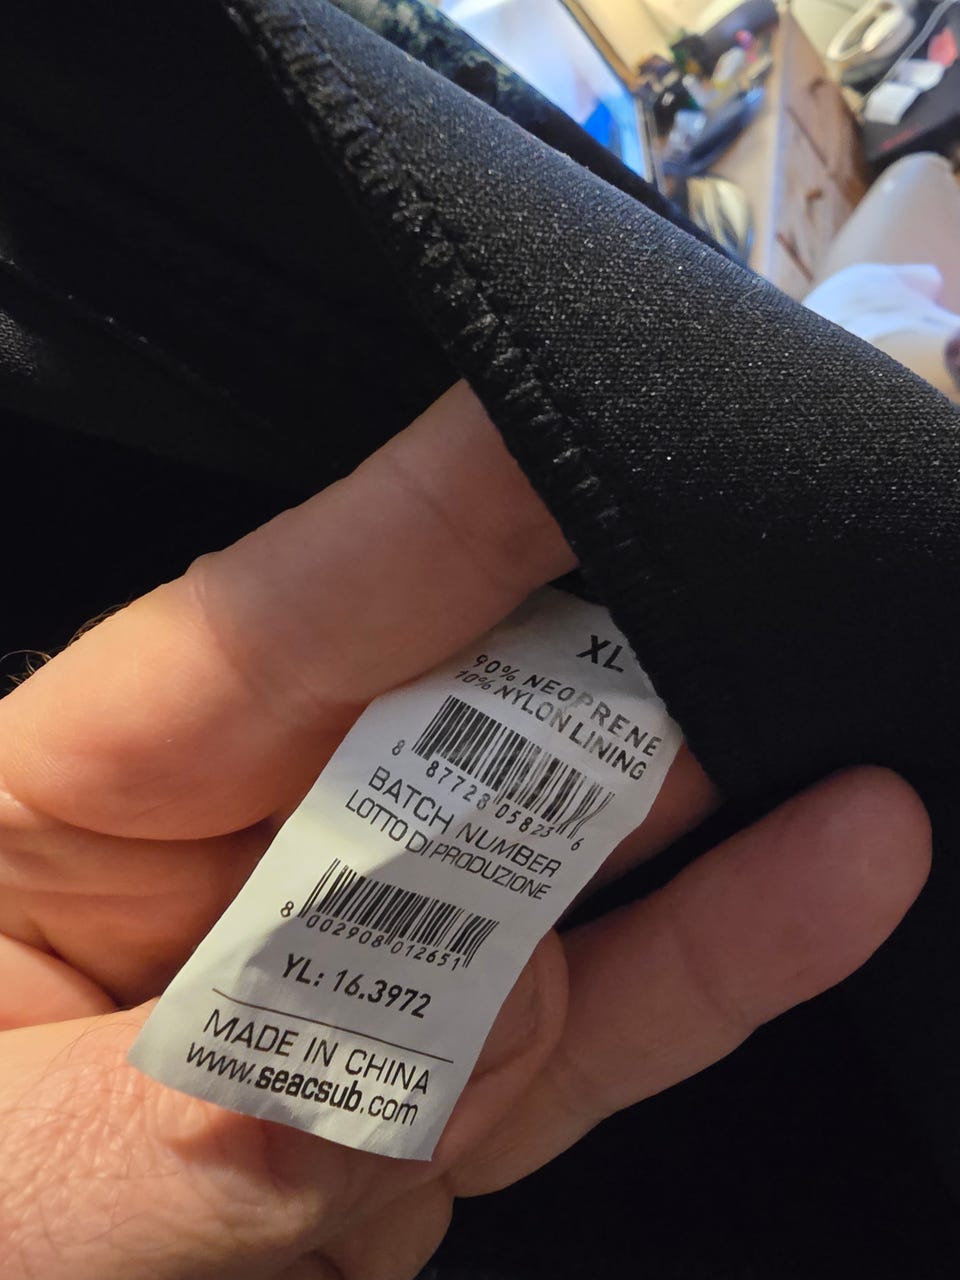 XL
90% NEOPRENE
10% NYLON LINING
8 87728 05823 6
BATCH NUMBER
LOTTO DI PRODUZIONE
8 002908 012651
YL: 16.3972
MADE IN CHINA
www.seacsub.com